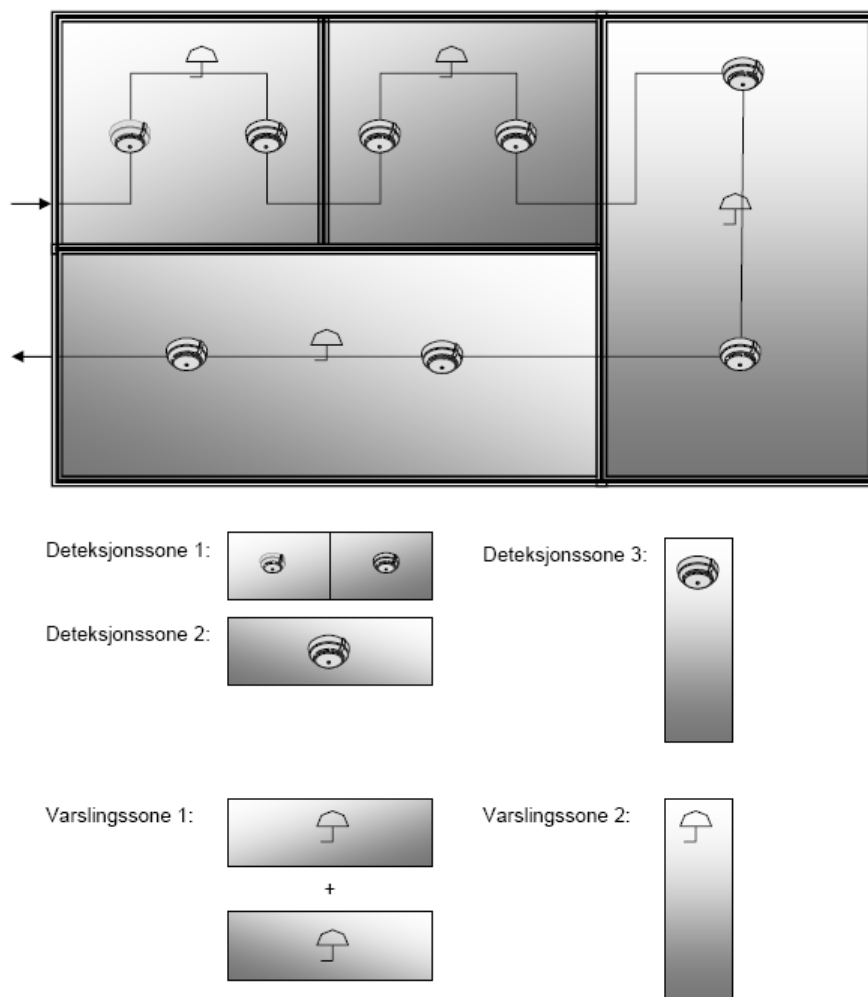 Deteksjonssone 1:
Deteksjonssone 3:
Deteksjonssone 2:
Varslingssone 1:
Varslingssone 2:
+